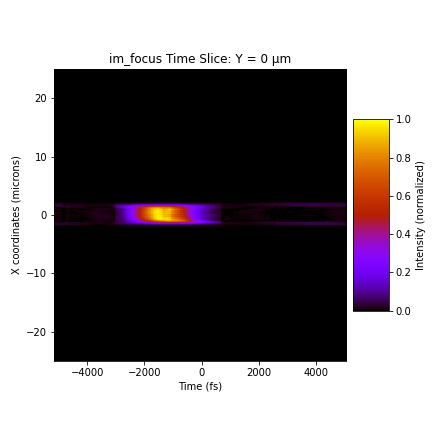 im_focus Time Slice: Y = 0 μm
20
10
0
−10
−20
X coordinates (microns)
−4000 −2000 0 2000 4000
Time (fs)
1.0
0.8
0.6
0.4
0.2
0.0
Intensity (normalized)